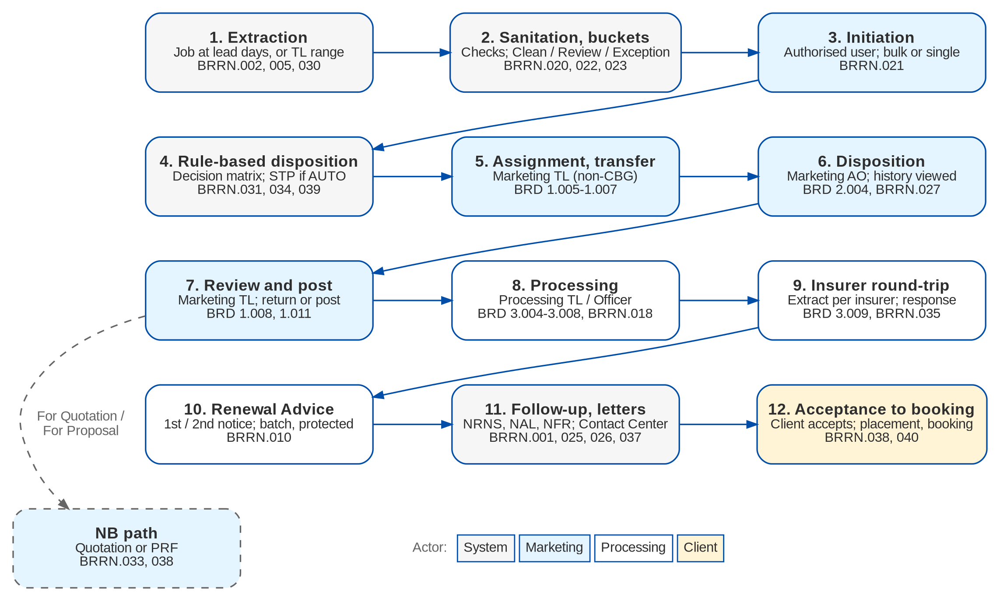 1. Extraction
Job at lead days, or TL range
BRRN.002, 005, 030
2. Sanitation, buckets
Checks; Clean / Review / Exception
BRRN.020, 022, 023
3. Initiation
Authorised user; bulk or single
BRRN.021
4. Rule-based disposition
Decision matrix; STP if AUTO
BRRN.031, 034, 039
5. Assignment, transfer
Marketing TL (non-CBG)
BRD 1.005-1.007
6. Disposition
Marketing AO; history viewed
BRD 2.004, BRRN.027
7. Review and post
Marketing TL; return or post
BRD 1.008, 1.011
8. Processing
Processing TL / Officer
BRD 3.004-3.008, BRRN.018
9. Insurer round-trip
Extract per insurer; response
BRD 3.009, BRRN.035
For Quotation /
For Proposal
10. Renewal Advice
1st / 2nd notice; batch, protected
BRRN.010
11. Follow-up, letters
NRNS, NAL, NFR; Contact Center
BRRN.001, 025, 026, 037
12. Acceptance to booking
Client accepts; placement, booking
BRRN.038, 040
NB path
Quotation or PRF
BRRN.033, 038
Actor: System Marketing Processing Client